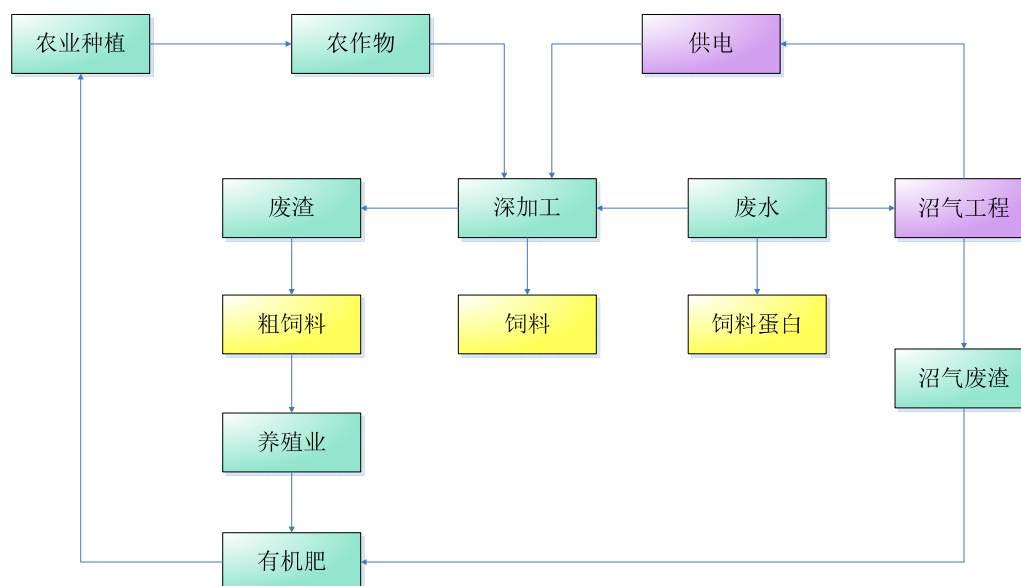 农业种植
农作物
供电
废渣
深加工
废水
沼气工程
粗饲料
饲料
饲料蛋白
沼气废渣
养殖业
有机肥